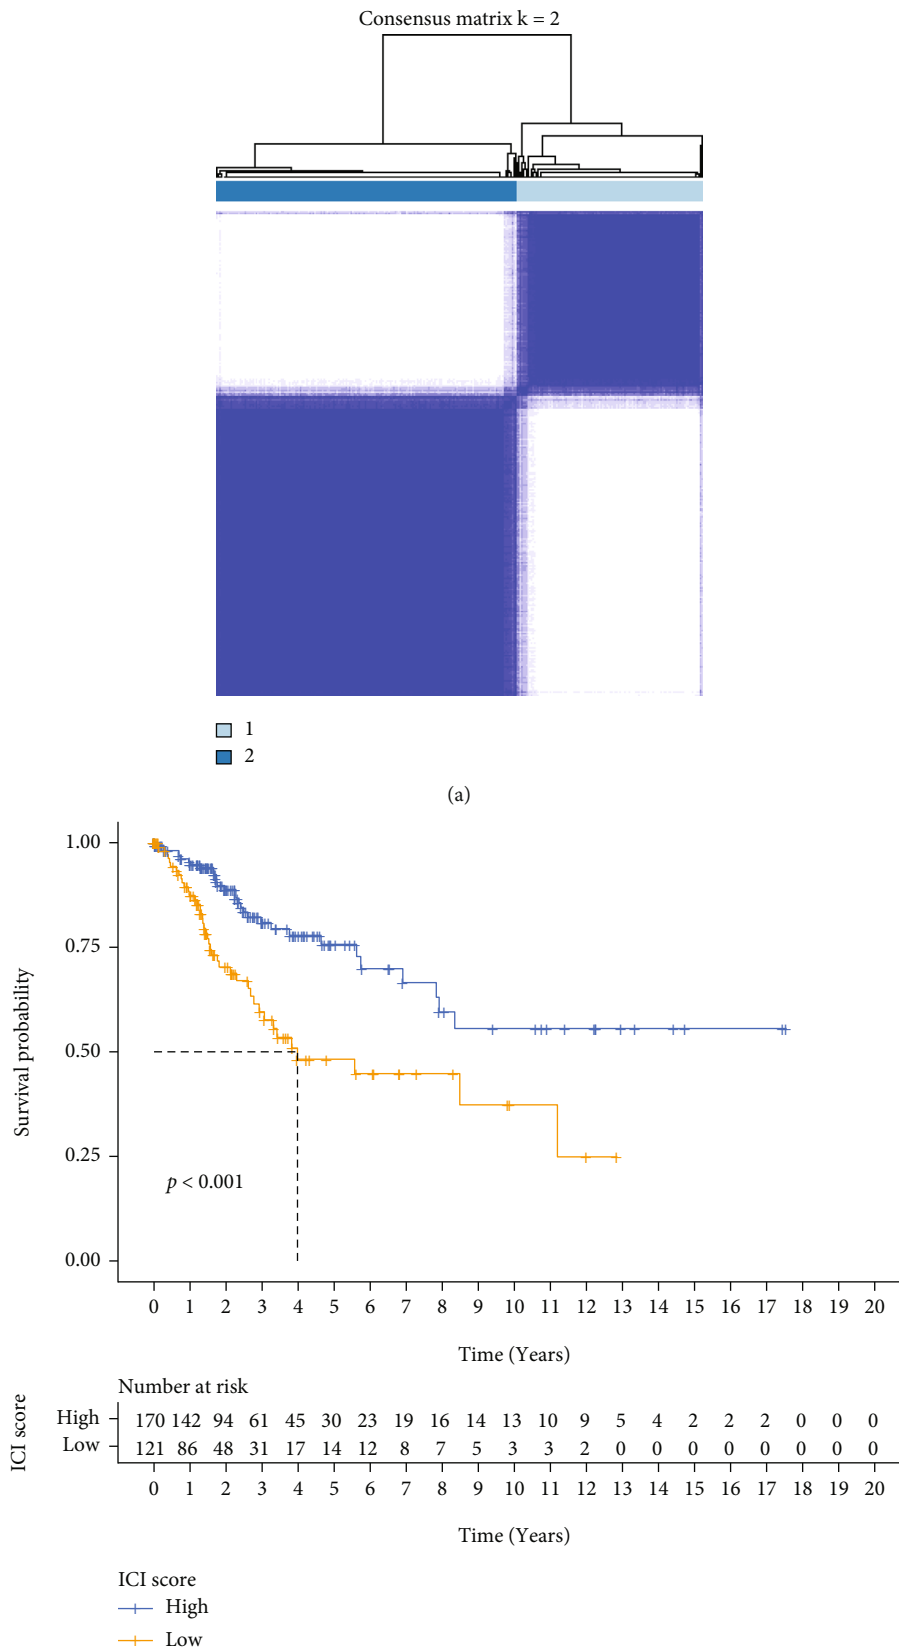 Consensus matrix k = 2
1
2
(a)
1.00
0.75
0.50
0.25
0.00
Survival probability
p < 0.001
0 1 2 3 4 5 6 7 8 9 10 11 12 13 14 15 16 17 18 19 20
Time (Years)
Number at risk
ICI score
High 170 142 94 61 45 30 23 19 16 14 13 10 9 5 4 2 2 2 0 0 0
Low 121 86 48 31 17 14 12 8 7 5 3 3 2 0 0 0 0 0 0 0 0
0 1 2 3 4 5 6 7 8 9 10 11 12 13 14 15 16 17 18 19 20
Time (Years)
ICI score
High
Low